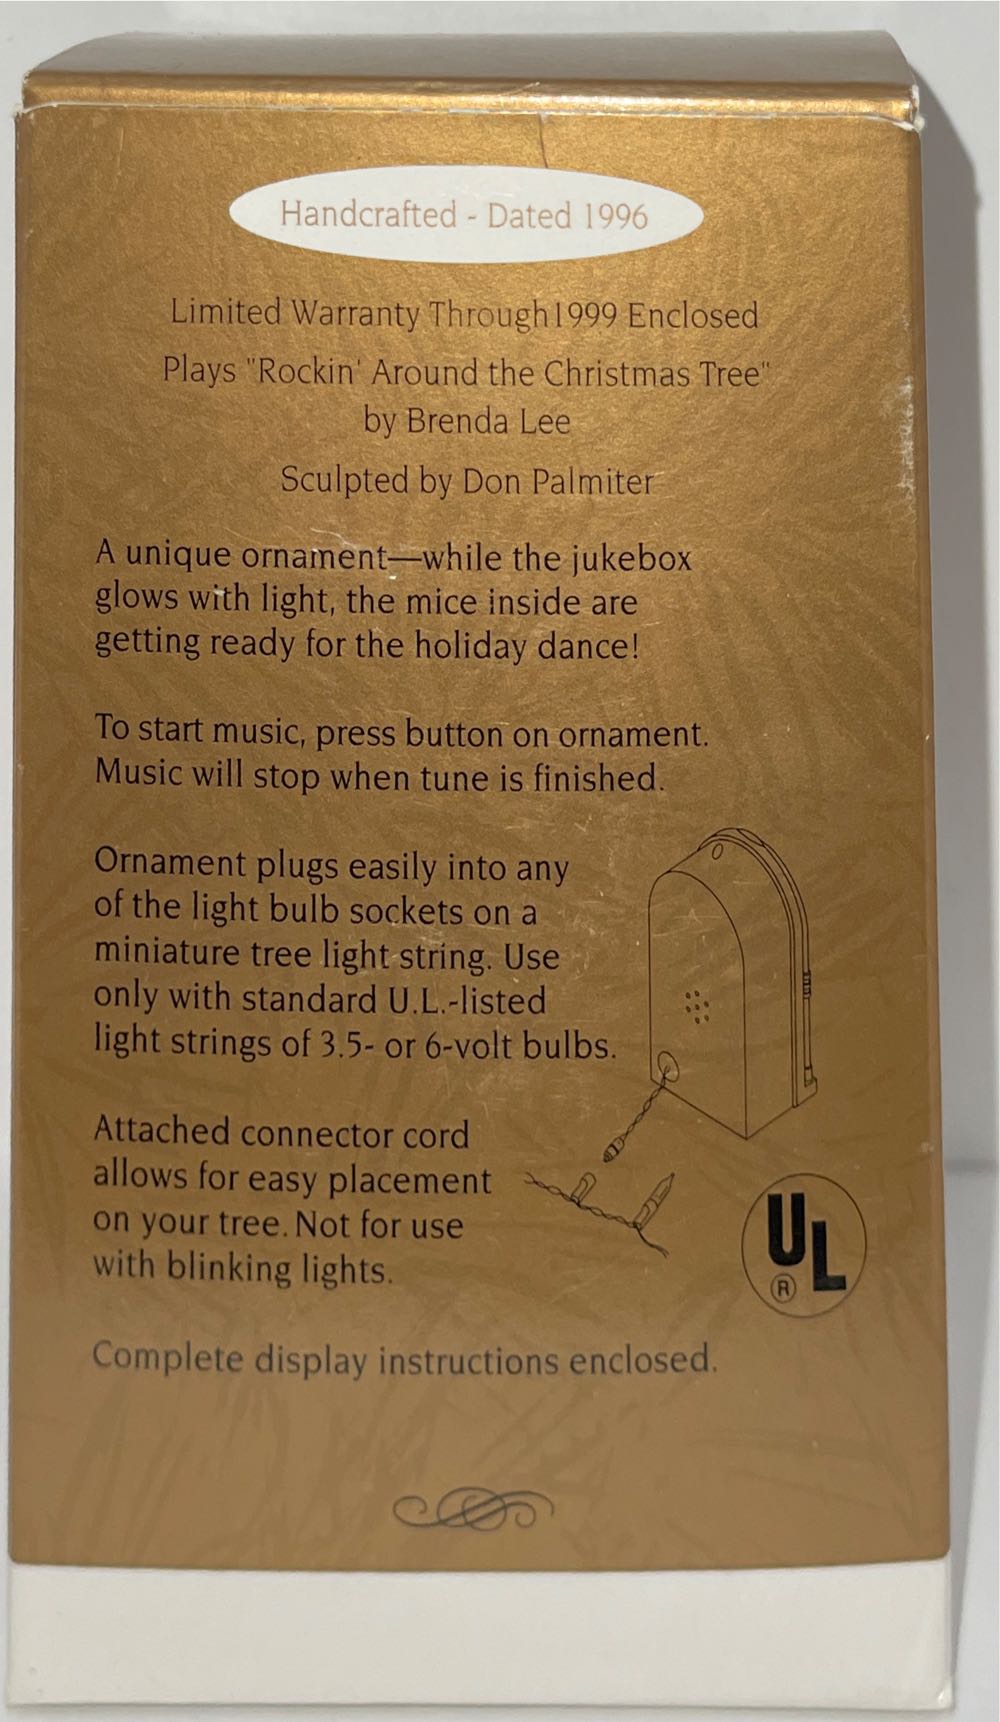 Handcrafted - Dated 1996
Limited Warranty Through1999 Enclosed
Plays "Rockin' Around the Christmas Tree"
by Brenda Lee
Sculpted by Don Palmiter
A unique ornament—while the jukebox
glows with light, the mice inside are
getting ready for the holiday dance!
To start music, press button on ornament.
Music will stop when tune is finished.
Ornament plugs easily into any
of the light bulb sockets on a
miniature tree light string. Use
only with standard U.L.-listed
light strings of 3.5- or 6-volt bulbs.
Attached connector cord
allows for easy placement
on your tree. Not for use
with blinking lights.
UL
®
Complete display instructions enclosed.